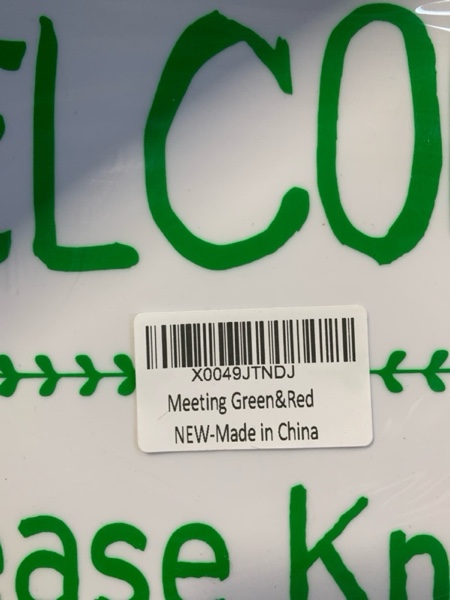 ELCO
X0049JTNDJ
Meeting Green&Red
NEW-Made in China
ease Kn